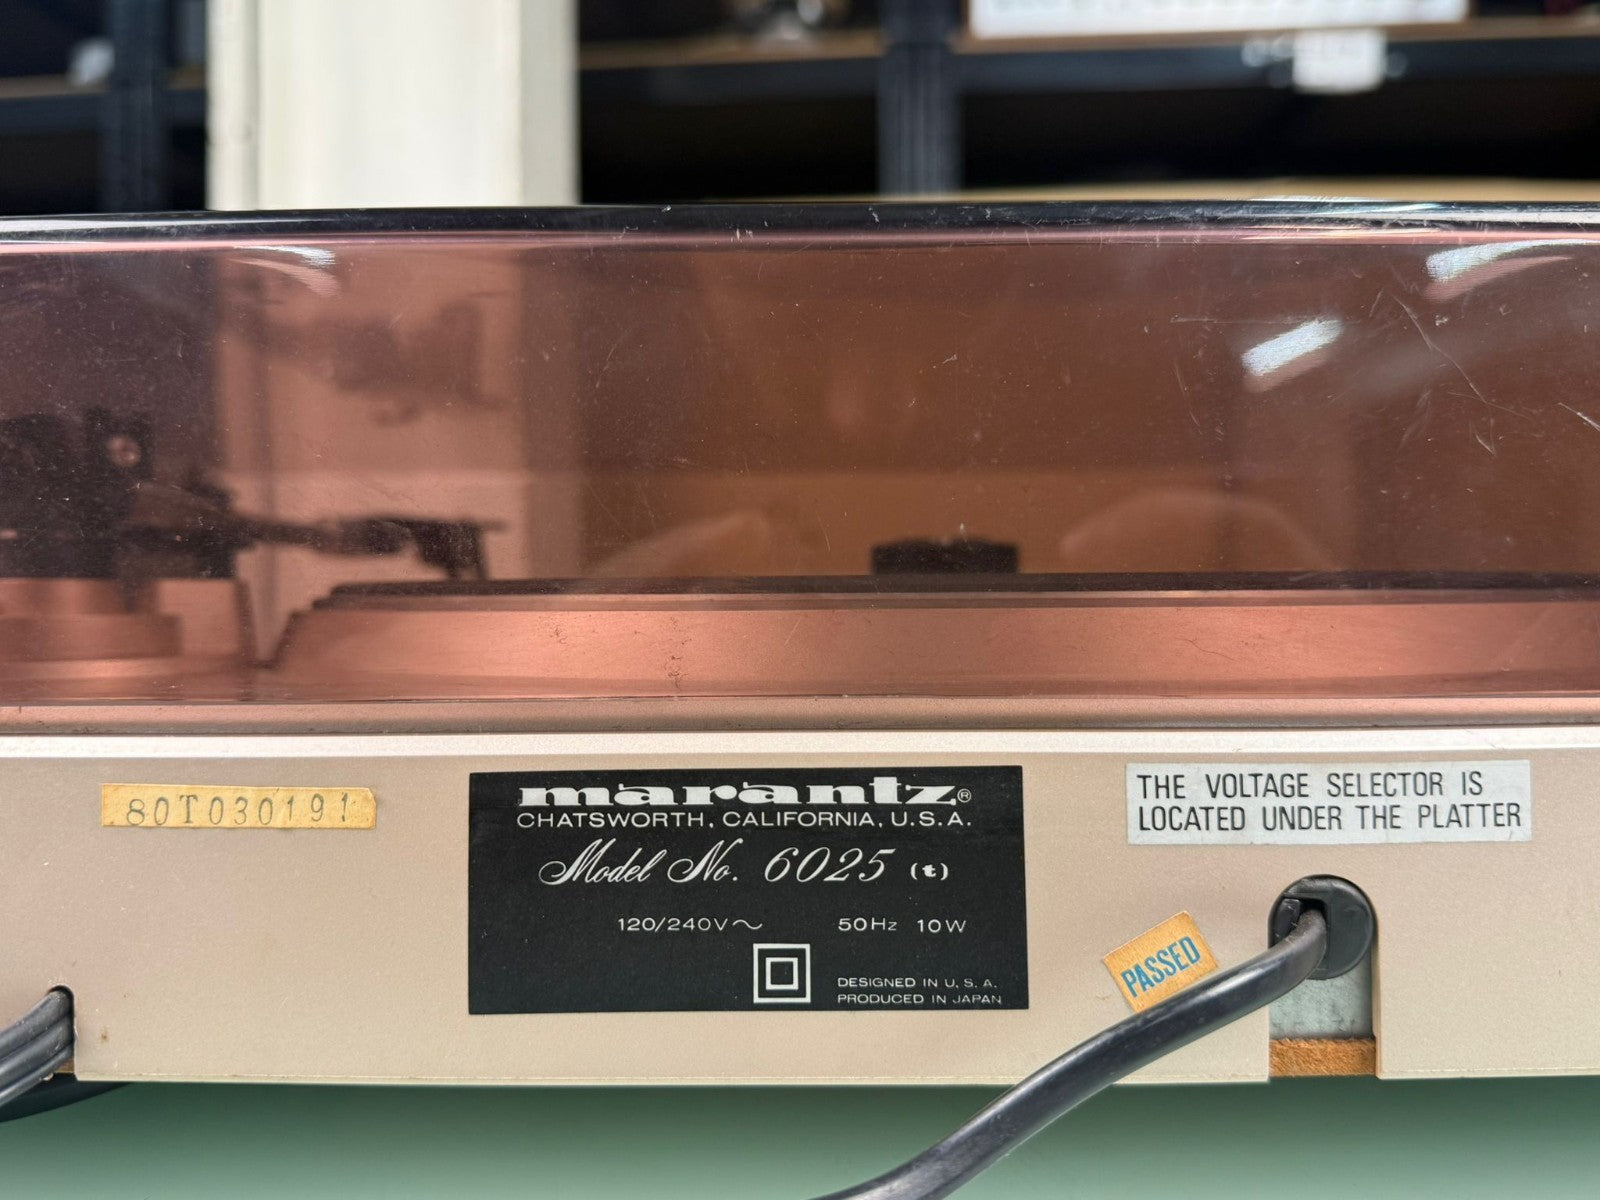 80T030191
marantz®
CHATSWORTH, CALIFORNIA, U.S.A.
Model No. 6025 (t)
120/240V～ 50Hz 10W
DESIGNED IN U.S.A.
PRODUCED IN JAPAN
THE VOLTAGE SELECTOR IS
LOCATED UNDER THE PLATTER
PASSED